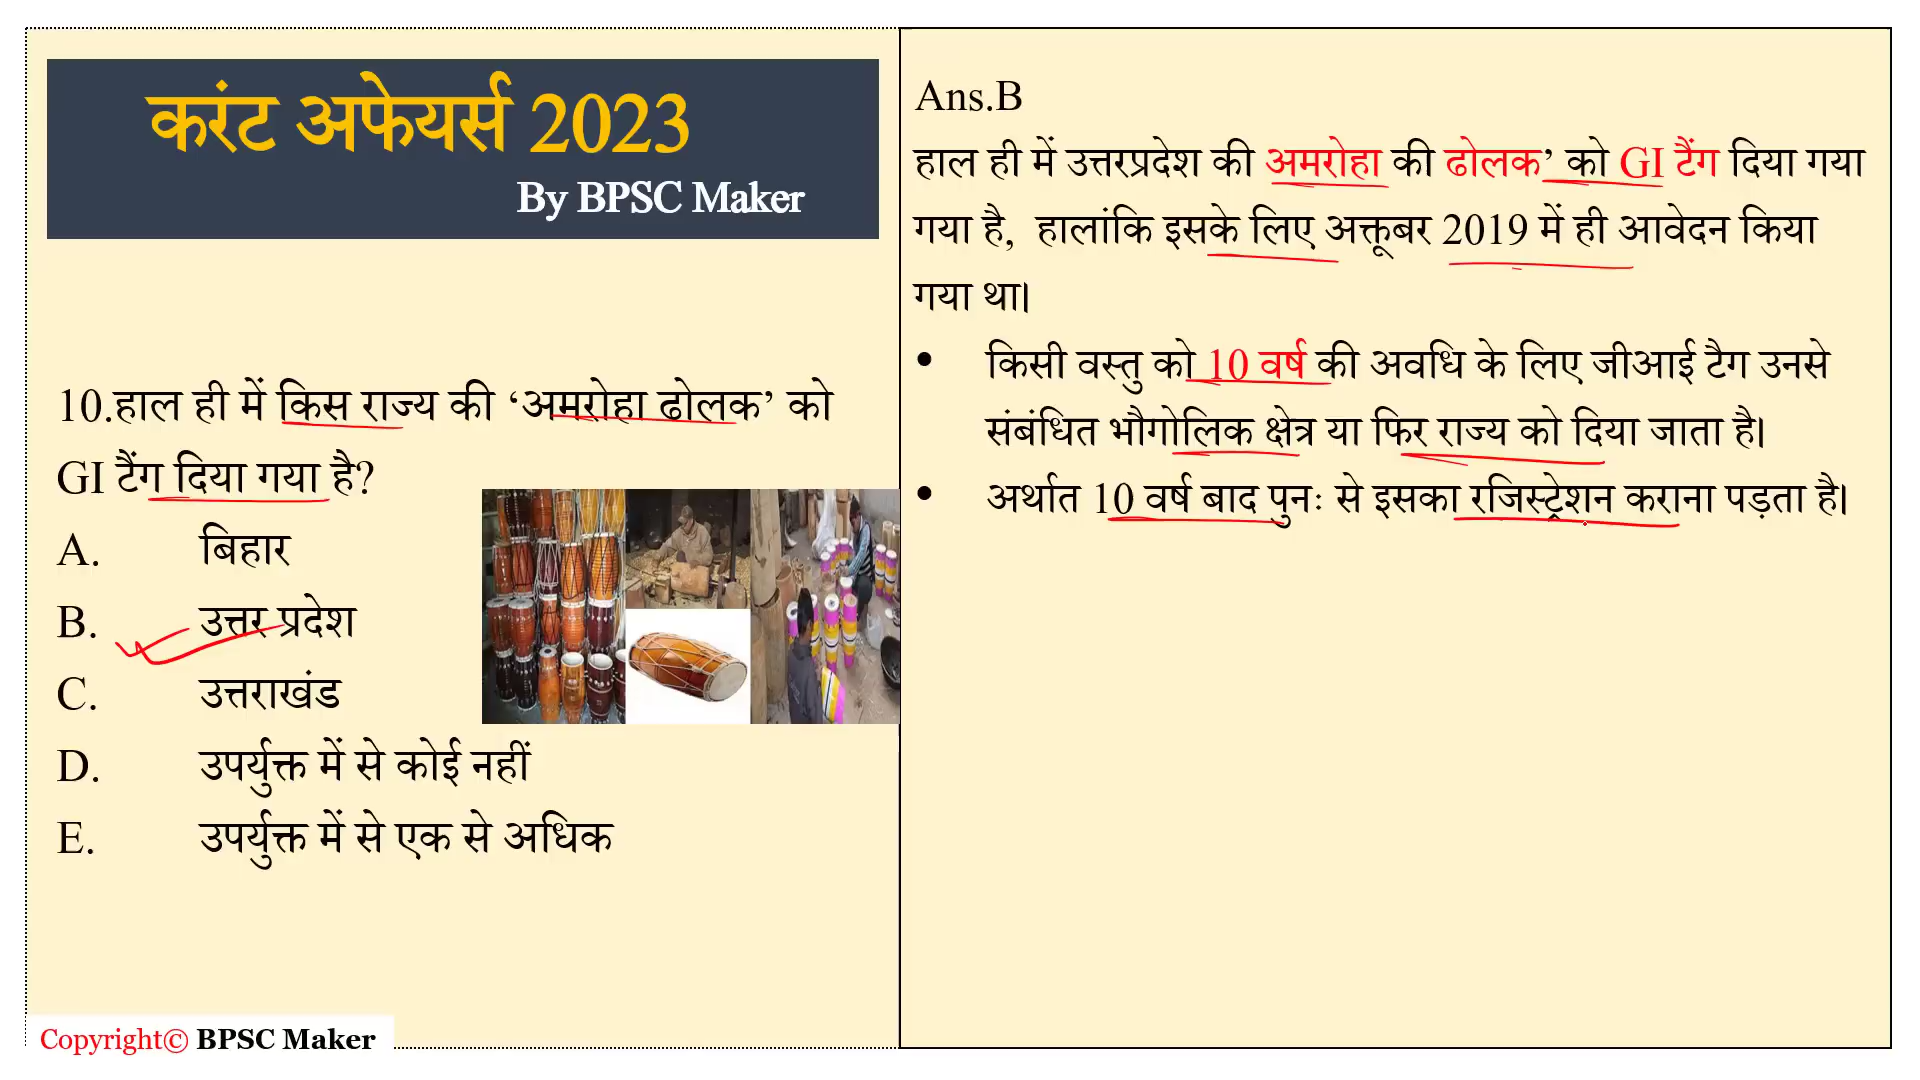 करंट अफेयर्स 2023
By BPSC Maker
10.हाल ही में किस राज्य की ‘अमरोहा ढोलक’ को
GI टैंग दिया गया है?
A. बिहार
B. उत्तर प्रदेश
C. उत्तराखंड
D. उपर्युक्त में से कोई नहीं
E. उपर्युक्त में से एक से अधिक
Copyright© BPSC Maker
Ans.B
हाल ही में उत्तरप्रदेश की अमरोहा की ढोलक’ को GI टैंग दिया गया
गया है, हालांकि इसके लिए अक्तूबर 2019 में ही आवेदन किया
गया था।
• किसी वस्तु को 10 वर्ष की अवधि के लिए जीआई टैग उनसे
संबंधित भौगोलिक क्षेत्र या फिर राज्य को दिया जाता है।
• अर्थात 10 वर्ष बाद पुनः से इसका रजिस्ट्रेशन कराना पड़ता है।